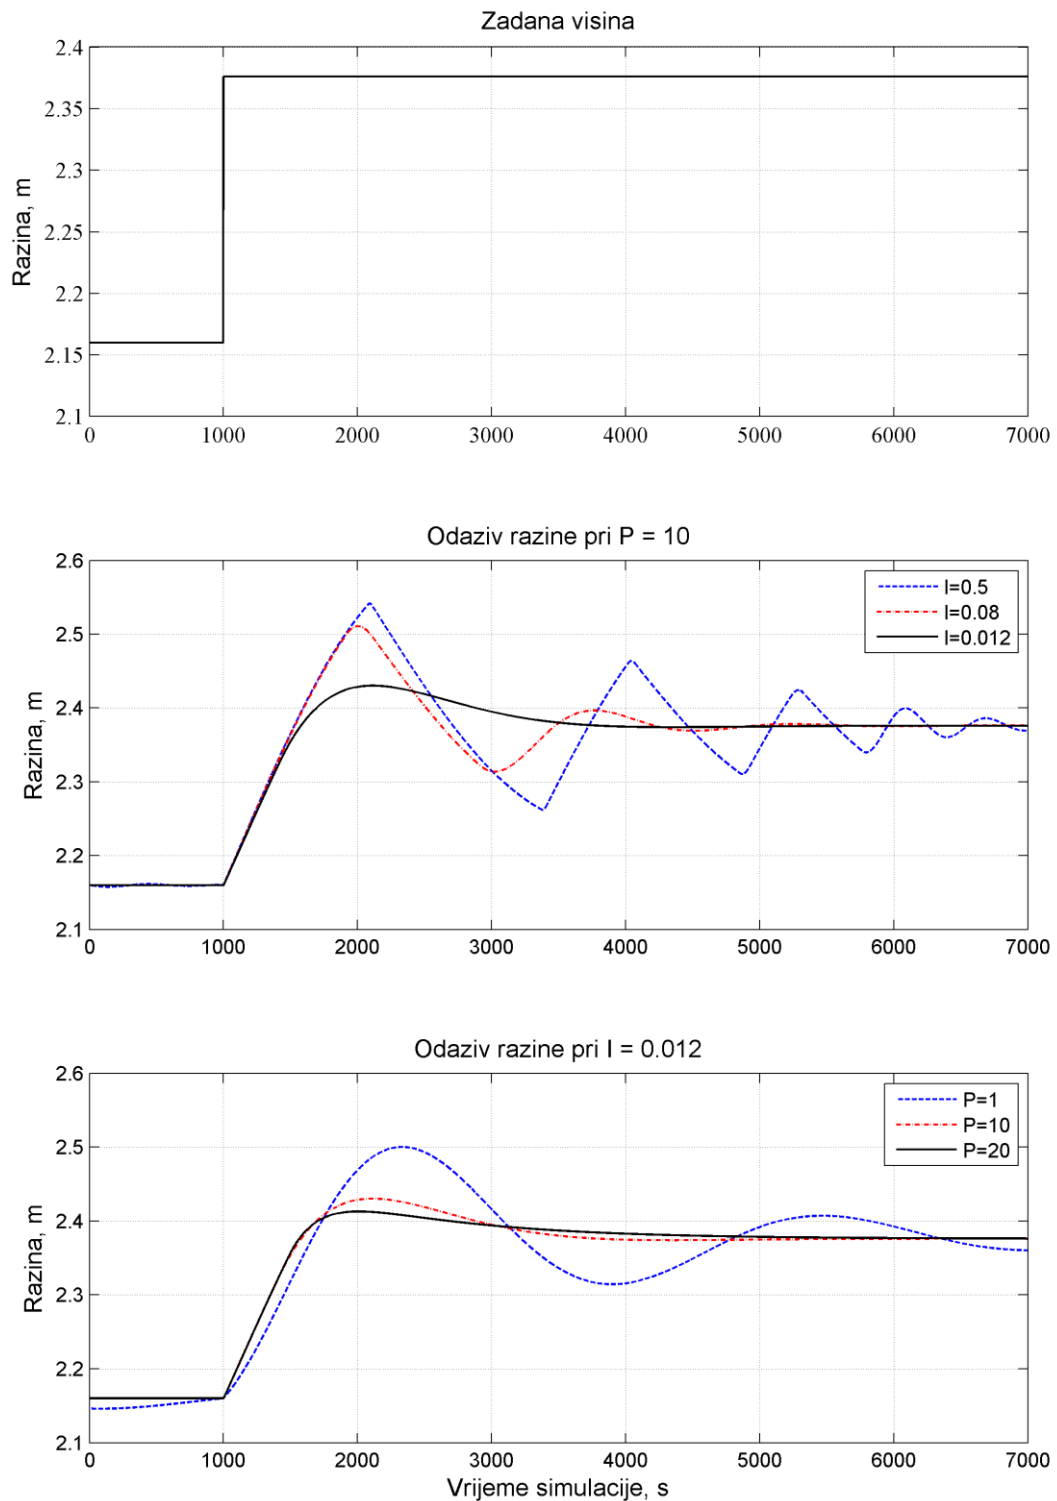 Zadana visina
2.4
2.35
2.3
2.25
2.2
2.15
2.1
Razina, m
0 1000 2000 3000 4000 5000 6000 7000
Odaziv razine pri P = 10
2.6
2.5
2.4
2.3
2.2
2.1
Razina, m
I=0.5
I=0.08
I=0.012
0 1000 2000 3000 4000 5000 6000 7000
Odaziv razine pri I = 0.012
2.6
2.5
2.4
2.3
2.2
2.1
Razina, m
P=1
P=10
P=20
0 1000 2000 3000 4000 5000 6000 7000
Vrijeme simulacije, s